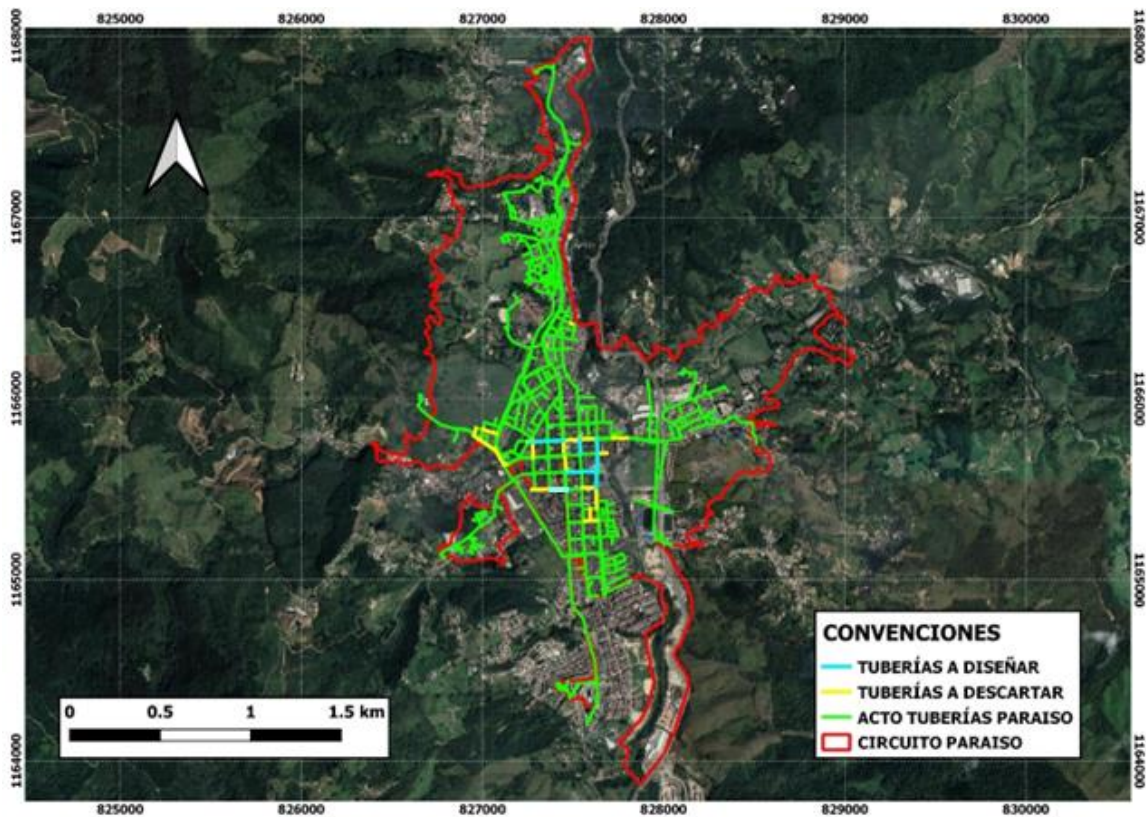 825000 826000 827000 828000 829000 830000
1168000 1168000
1167000 1167000
1166000 1166000
1165000 1165000
1164000 1164000
CONVENCIONES
TUBERÍAS A DISEÑAR
TUBERÍAS A DESCARTAR
ACTO TUBERÍAS PARAISO
CIRCUITO PARAISO
0 0.5 1 1.5 km
825000 826000 827000 828000 829000 830000